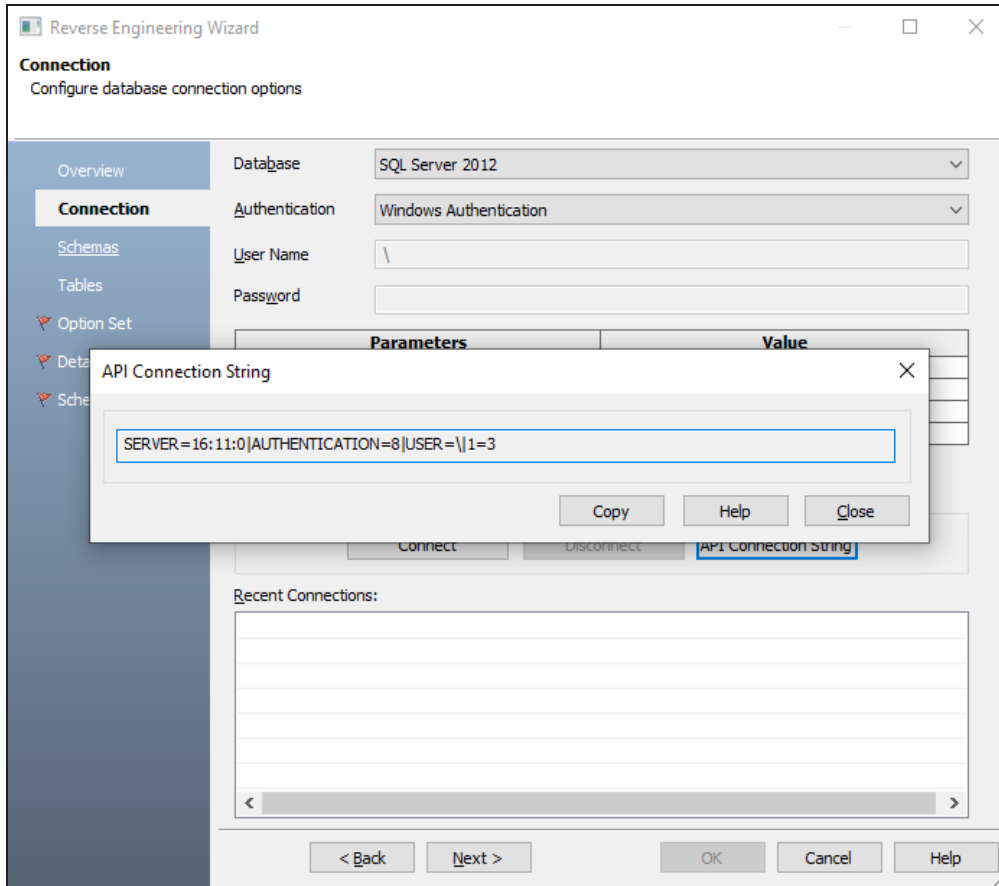 Reverse Engineering Wizard
Connection
Configure database connection options
Overview
Connection
Schemas
Tables
Option Set
Deta
Sche
Database
SQL Server 2012
Authentication
Windows Authentication
User Name
\
Password
Parameters Value
API Connection String
SERVER=16:11:0|AUTHENTICATION=8|USER=\|1=3
Copy Help Close
Connect Disconnect API Connection String
Recent Connections:
< Back Next > OK Cancel Help